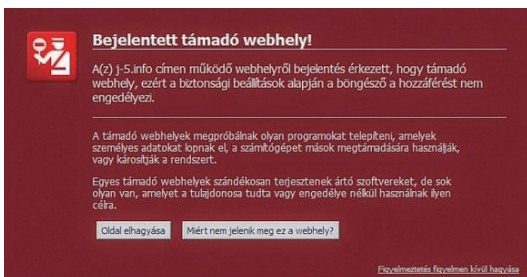 Bejelentett támadó webhely!
A(z) j-5.info címen működő webhelyről bejelentés érkezett, hogy támadó
webhely, ezért a biztonsági beállítások alapján a böngésző a hozzáférést nem
engedélyezi.
A támadó webhelyek megpróbálnak olyan programokat telepíteni, amelyek
személyes adatokat lopnak el, a számítógépet mások megtámadására használják,
vagy károsítják a rendszert.
Egyes támadó webhelyek szándékosan terjesztenek ártó szoftvereket, de sok
olyan van, amelyet a tulajdonosa tudta vagy engedélye nélkül használnak ilyen
célra.
Oldal elhagyása Miért nem jelenik meg ez a webhely?
Figyelmeztetés figyelmen kívül hagyása